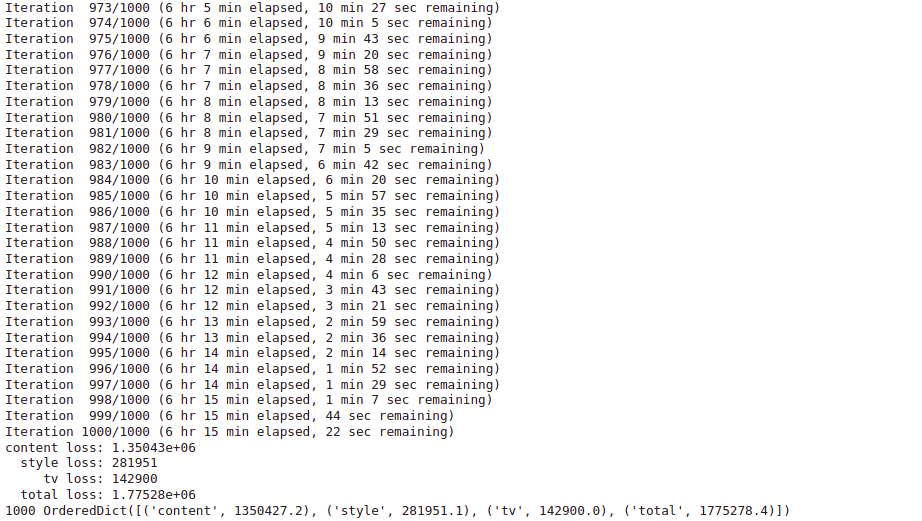 Iteration  973/1000 (6 hr 5 min elapsed, 10 min 27 sec remaining)
Iteration  974/1000 (6 hr 6 min elapsed, 10 min 5 sec remaining)
Iteration  975/1000 (6 hr 6 min elapsed, 9 min 43 sec remaining)
Iteration  976/1000 (6 hr 7 min elapsed, 9 min 20 sec remaining)
Iteration  977/1000 (6 hr 7 min elapsed, 8 min 58 sec remaining)
Iteration  978/1000 (6 hr 7 min elapsed, 8 min 36 sec remaining)
Iteration  979/1000 (6 hr 8 min elapsed, 8 min 13 sec remaining)
Iteration  980/1000 (6 hr 8 min elapsed, 7 min 51 sec remaining)
Iteration  981/1000 (6 hr 8 min elapsed, 7 min 29 sec remaining)
Iteration  982/1000 (6 hr 9 min elapsed, 7 min 5 sec remaining)
Iteration  983/1000 (6 hr 9 min elapsed, 6 min 42 sec remaining)
Iteration  984/1000 (6 hr 10 min elapsed, 6 min 20 sec remaining)
Iteration  985/1000 (6 hr 10 min elapsed, 5 min 57 sec remaining)
Iteration  986/1000 (6 hr 10 min elapsed, 5 min 35 sec remaining)
Iteration  987/1000 (6 hr 11 min elapsed, 5 min 13 sec remaining)
Iteration  988/1000 (6 hr 11 min elapsed, 4 min 50 sec remaining)
Iteration  989/1000 (6 hr 11 min elapsed, 4 min 28 sec remaining)
Iteration  990/1000 (6 hr 12 min elapsed, 4 min 6 sec remaining)
Iteration  991/1000 (6 hr 12 min elapsed, 3 min 43 sec remaining)
Iteration  992/1000 (6 hr 12 min elapsed, 3 min 21 sec remaining)
Iteration  993/1000 (6 hr 13 min elapsed, 2 min 59 sec remaining)
Iteration  994/1000 (6 hr 13 min elapsed, 2 min 36 sec remaining)
Iteration  995/1000 (6 hr 14 min elapsed, 2 min 14 sec remaining)
Iteration  996/1000 (6 hr 14 min elapsed, 1 min 52 sec remaining)
Iteration  997/1000 (6 hr 14 min elapsed, 1 min 29 sec remaining)
Iteration  998/1000 (6 hr 15 min elapsed, 1 min 7 sec remaining)
Iteration  999/1000 (6 hr 15 min elapsed, 44 sec remaining)
Iteration 1000/1000 (6 hr 15 min elapsed, 22 sec remaining)
content loss: 1.35043e+06
  style loss: 281951
     tv loss: 142900
  total loss: 1.77528e+06
1000 OrderedDict([('content', 1350427.2), ('style', 281951.1), ('tv', 142900.0), ('total', 1775278.4)])